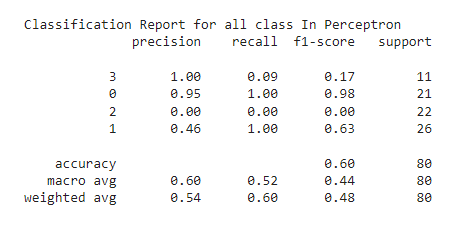 Classification Report for all class In Perceptron
precision recall f1-score support
3 1.00 0.09 0.17 11
0 0.95 1.00 0.98 21
2 0.00 0.00 0.00 22
1 0.46 1.00 0.63 26
accuracy 0.60 80
macro avg 0.60 0.52 0.44 80
weighted avg 0.54 0.60 0.48 80